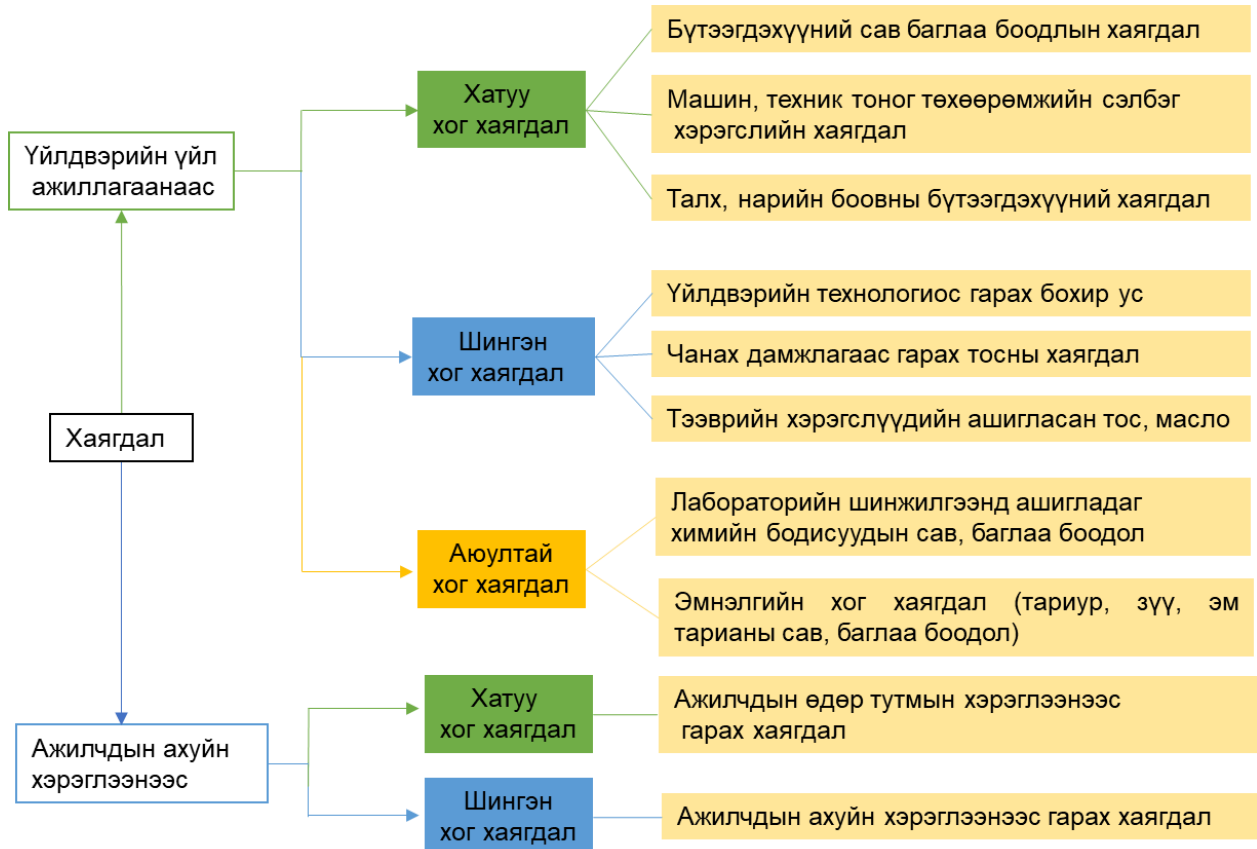 Бүтээгдэхүүний сав баглаа боодлын хаягдал
Хатуу
хог хаягдал
Машин, техник тоног төхөөрөмжийн сэлбэг
хэрэгслийн хаягдал
Үйлдвэрийн үйл
ажиллагаанаас
Талх, нарийн боовны бүтээгдэхүүний хаягдал
Үйлдвэрийн технологиос гарах бохир ус
Шингэн
хог хаягдал
Чанах дамжлагаас гарах тосны хаягдал
Тээврийн хэрэгслүүдийн ашигласан тос, масло
Хаягдал
Лабораторийн шинжилгээнд ашигладаг
химийн бодисуудын сав, баглаа боодол
Аюултай
хог хаягдал
Эмнэлгийн хог хаягдал (тариур, зүү, эм
тарианы сав, баглаа боодол)
Хатуу
хог хаягдал
Ажилчдын өдөр тутмын хэрэглээнээс
гарах хаягдал
Ажилчдын ахуйн
хэрэглээнээс
Шингэн
хог хаягдал
Ажилчдын ахуйн хэрэглээнээс гарах хаягдал